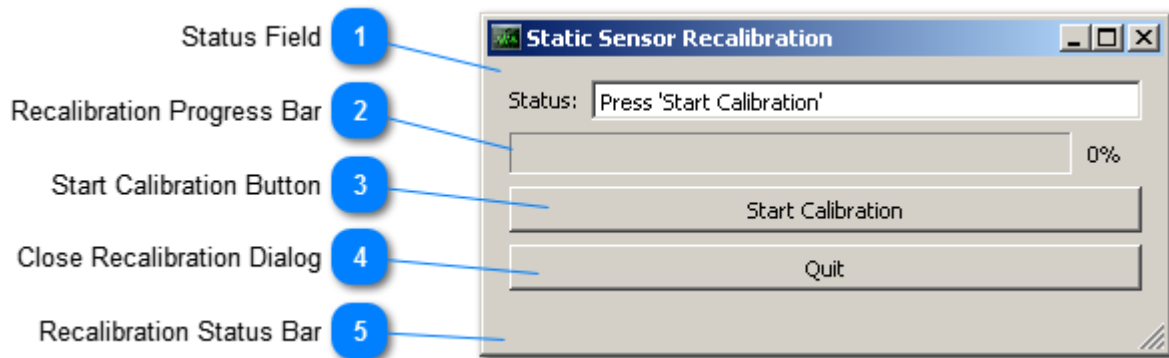 Status Field 1
Recalibration Progress Bar 2
Start Calibration Button 3
Close Recalibration Dialog 4
Recalibration Status Bar 5
Static Sensor Recalibration
Status: Press 'Start Calibration'
0%
Start Calibration
Quit